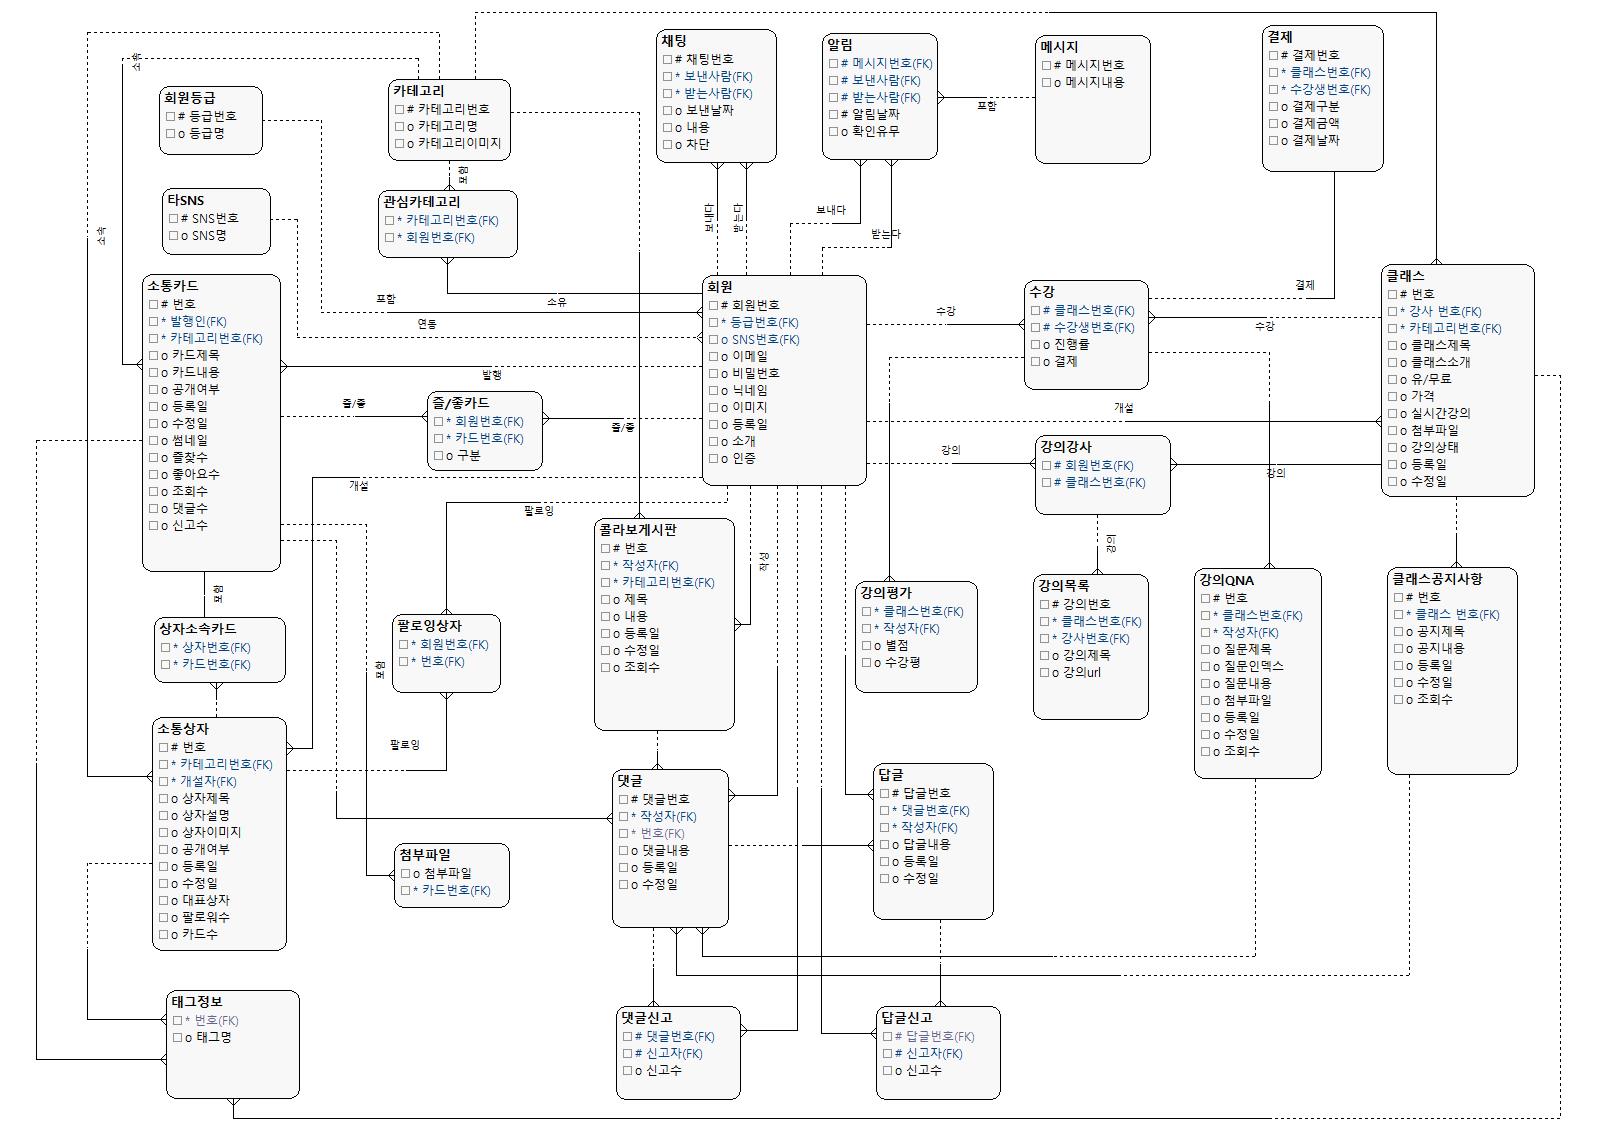 채팅
# 채팅번호
* 보낸사람(FK)
* 받는사람(FK)
o 보낸날짜
o 내용
o 차단
알림
# 메시지번호(FK)
# 보낸사람(FK)
# 받는사람(FK)
# 알림날짜
o 확인유무
메시지
# 메시지번호
o 메시지내용
포함
결제
# 결제번호
* 클래스번호(FK)
* 수강생번호(FK)
o 결제구분
o 결제금액
o 결제날짜
소속
소속
회원등급
# 등급번호
o 등급명
카테고리
# 카테고리번호
o 카테고리명
o 카테고리이미지
포함
타SNS
# SNS번호
o SNS명
관심카테고리
* 카테고리번호(FK)
* 회원번호(FK)
보내다
받는다
보내다
받는다
소통카드
# 번호
* 발행인(FK)
* 카테고리번호(FK)
o 카드제목
o 카드내용
o 공개여부
o 등록일
o 수정일
o 썸네일
o 즐찾수
o 좋아요수
o 조회수
o 댓글수
o 신고수
포함
소유
연동
발행
회원
# 회원번호
* 등급번호(FK)
o SNS번호(FK)
o 이메일
o 비밀번호
o 닉네임
o 이미지
o 등록일
o 소개
o 인증
수강
수강
# 클래스번호(FK)
# 수강생번호(FK)
o 진행률
o 결제
결제
수강
클래스
# 번호
* 강사 번호(FK)
* 카테고리번호(FK)
o 클래스제목
o 클래스소개
o 유/무료
o 가격
o 실시간강의
o 첨부파일
o 강의상태
o 등록일
o 수정일
즐/좋
즐/좋카드
* 회원번호(FK)
* 카드번호(FK)
o 구분
즐/좋
개설
강의
강의강사
# 회원번호(FK)
# 클래스번호(FK)
강의
개설
팔로잉
작성
강의
포함
포함
상자소속카드
* 상자번호(FK)
* 카드번호(FK)
팔로잉상자
* 회원번호(FK)
* 번호(FK)
팔로잉
콜라보게시판
# 번호
* 작성자(FK)
* 카테고리번호(FK)
o 제목
o 내용
o 등록일
o 수정일
o 조회수
강의평가
* 클래스번호(FK)
* 작성자(FK)
o 별점
o 수강평
강의목록
# 강의번호
* 클래스번호(FK)
* 강사번호(FK)
o 강의제목
o 강의url
강의QNA
# 번호
* 클래스번호(FK)
* 작성자(FK)
o 질문제목
o 질문인덱스
o 질문내용
o 첨부파일
o 등록일
o 수정일
o 조회수
클래스공지사항
# 번호
* 클래스 번호(FK)
o 공지제목
o 공지내용
o 등록일
o 수정일
o 조회수
소통상자
# 번호
* 카테고리번호(FK)
* 개설자(FK)
o 상자제목
o 상자설명
o 상자이미지
o 공개여부
o 등록일
o 수정일
o 대표상자
o 팔로워수
o 카드수
첨부파일
o 첨부파일
* 카드번호(FK)
댓글
# 댓글번호
* 작성자(FK)
* 번호(FK)
o 댓글내용
o 등록일
o 수정일
답글
# 답글번호
* 댓글번호(FK)
* 작성자(FK)
o 답글내용
o 등록일
o 수정일
태그정보
* 번호(FK)
o 태그명
댓글신고
# 댓글번호(FK)
# 신고자(FK)
o 신고수
답글신고
# 답글번호(FK)
# 신고자(FK)
o 신고수